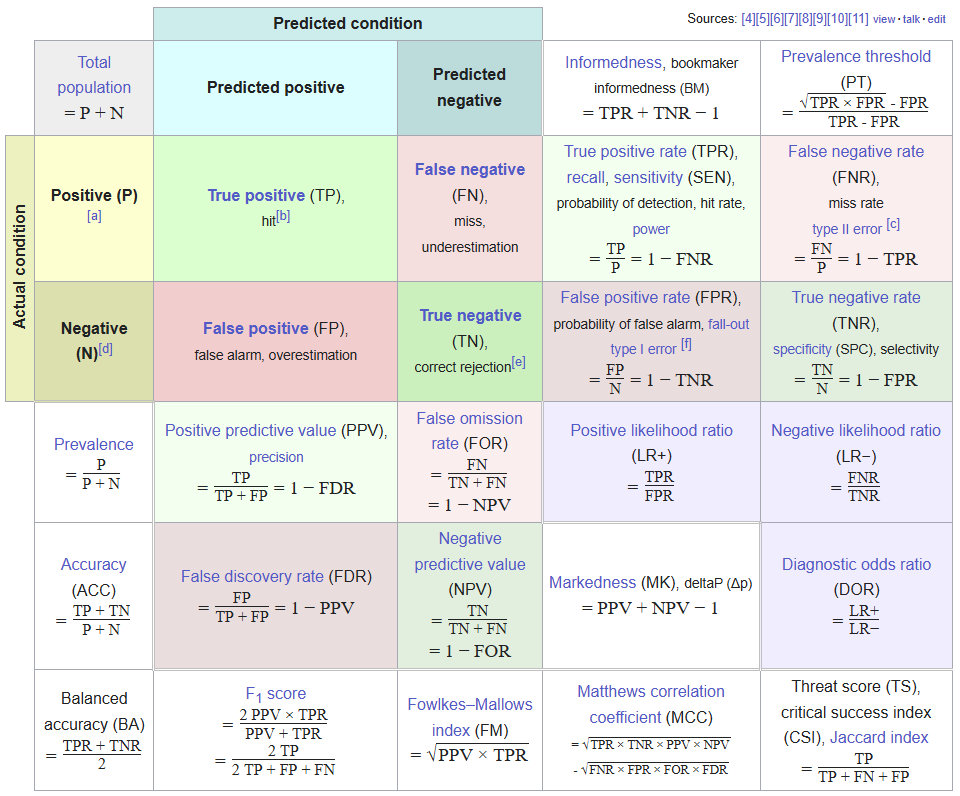 Predicted condition
Sources: [4][5][6][7][8][9][10][11] view · talk · edit
Total
population
= P + N
Predicted positive
Predicted
negative
Informedness, bookmaker
informedness (BM)
= TPR + TNR − 1
Prevalence threshold
(PT)
= √TPR × FPR - FPR / TPR - FPR
Actual condition
Positive (P)
[a]
True positive (TP),
hit[b]
False negative
(FN),
miss,
underestimation
True positive rate (TPR),
recall, sensitivity (SEN),
probability of detection, hit rate,
power
= TP / P = 1 − FNR
False negative rate
(FNR),
miss rate
type II error [c]
= FN / P = 1 − TPR
Negative
(N)[d]
False positive (FP),
false alarm, overestimation
True negative
(TN),
correct rejection[e]
False positive rate (FPR),
probability of false alarm, fall-out
type I error [f]
= FP / N = 1 − TNR
True negative rate
(TNR),
specificity (SPC), selectivity
= TN / N = 1 − FPR
Prevalence
= P / P + N
Positive predictive value (PPV),
precision
= TP / TP + FP = 1 − FDR
False omission
rate (FOR)
= FN / TN + FN
= 1 − NPV
Positive likelihood ratio
(LR+)
= TPR / FPR
Negative likelihood ratio
(LR−)
= FNR / TNR
Accuracy
(ACC)
= TP + TN / P + N
False discovery rate (FDR)
= FP / TP + FP = 1 − PPV
Negative
predictive value
(NPV)
= TN / TN + FN
= 1 − FOR
Markedness (MK), deltaP (Δp)
= PPV + NPV − 1
Diagnostic odds ratio
(DOR)
= LR+ / LR−
Balanced
accuracy (BA)
= TPR + TNR / 2
F1 score
= 2 PPV × TPR / PPV + TPR
= 2 TP / 2 TP + FP + FN
Fowlkes–Mallows
index (FM)
= √PPV × TPR
Matthews correlation
coefficient (MCC)
= √TPR × TNR × PPV × NPV
- √FNR × FPR × FOR × FDR
Threat score (TS),
critical success index
(CSI), Jaccard index
= TP / TP + FN + FP